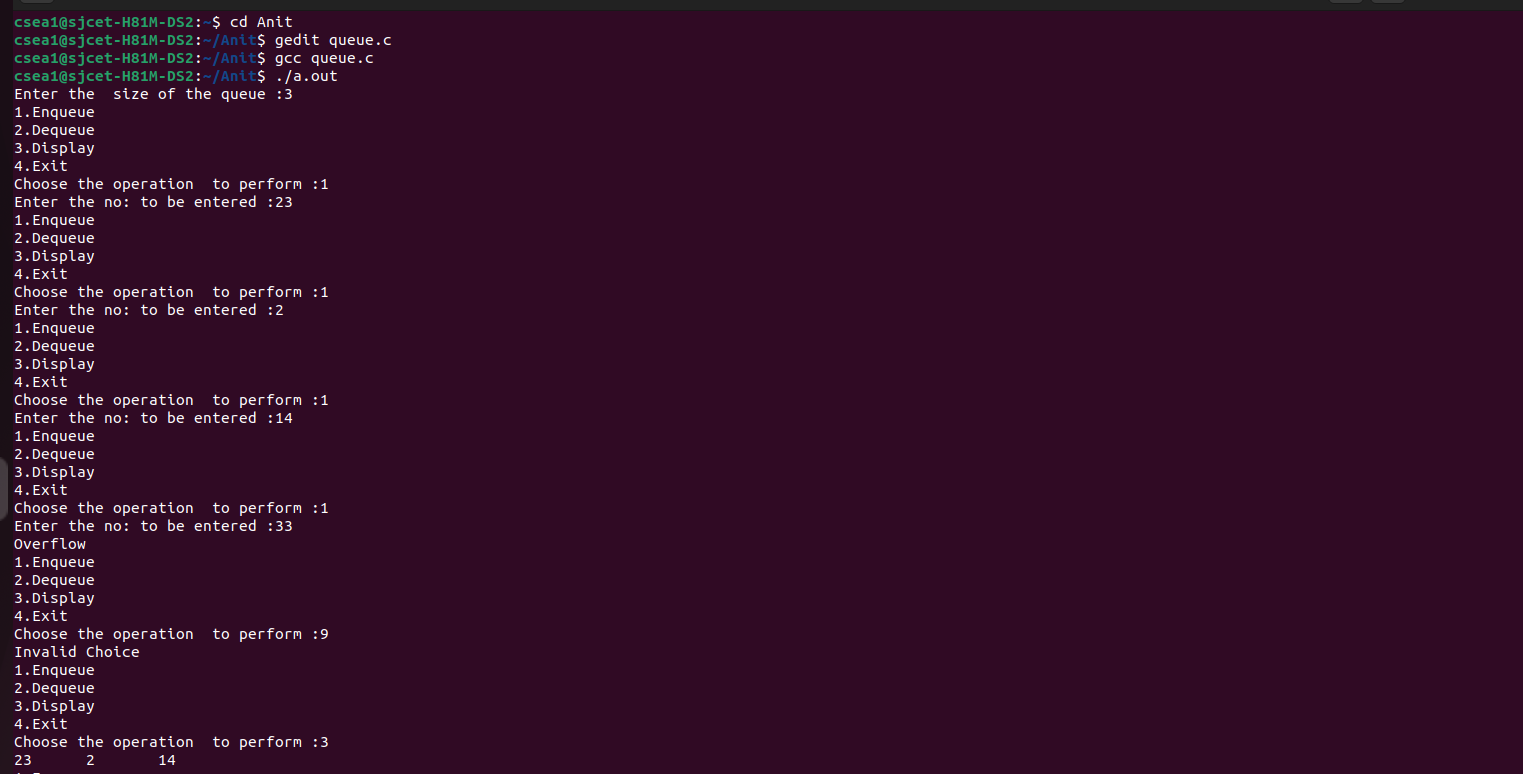 csea1@sjcet-H81M-DS2:~$ cd Anit
csea1@sjcet-H81M-DS2:~/Anit$ gedit queue.c
csea1@sjcet-H81M-DS2:~/Anit$ gcc queue.c
csea1@sjcet-H81M-DS2:~/Anit$ ./a.out
Enter the  size of the queue :3
1.Enqueue
2.Dequeue
3.Display
4.Exit
Choose the operation  to perform :1
Enter the no: to be entered :23
1.Enqueue
2.Dequeue
3.Display
4.Exit
Choose the operation  to perform :1
Enter the no: to be entered :2
1.Enqueue
2.Dequeue
3.Display
4.Exit
Choose the operation  to perform :1
Enter the no: to be entered :14
1.Enqueue
2.Dequeue
3.Display
4.Exit
Choose the operation  to perform :1
Enter the no: to be entered :33
Overflow
1.Enqueue
2.Dequeue
3.Display
4.Exit
Choose the operation  to perform :9
Invalid Choice
1.Enqueue
2.Dequeue
3.Display
4.Exit
Choose the operation  to perform :3
23      2       14